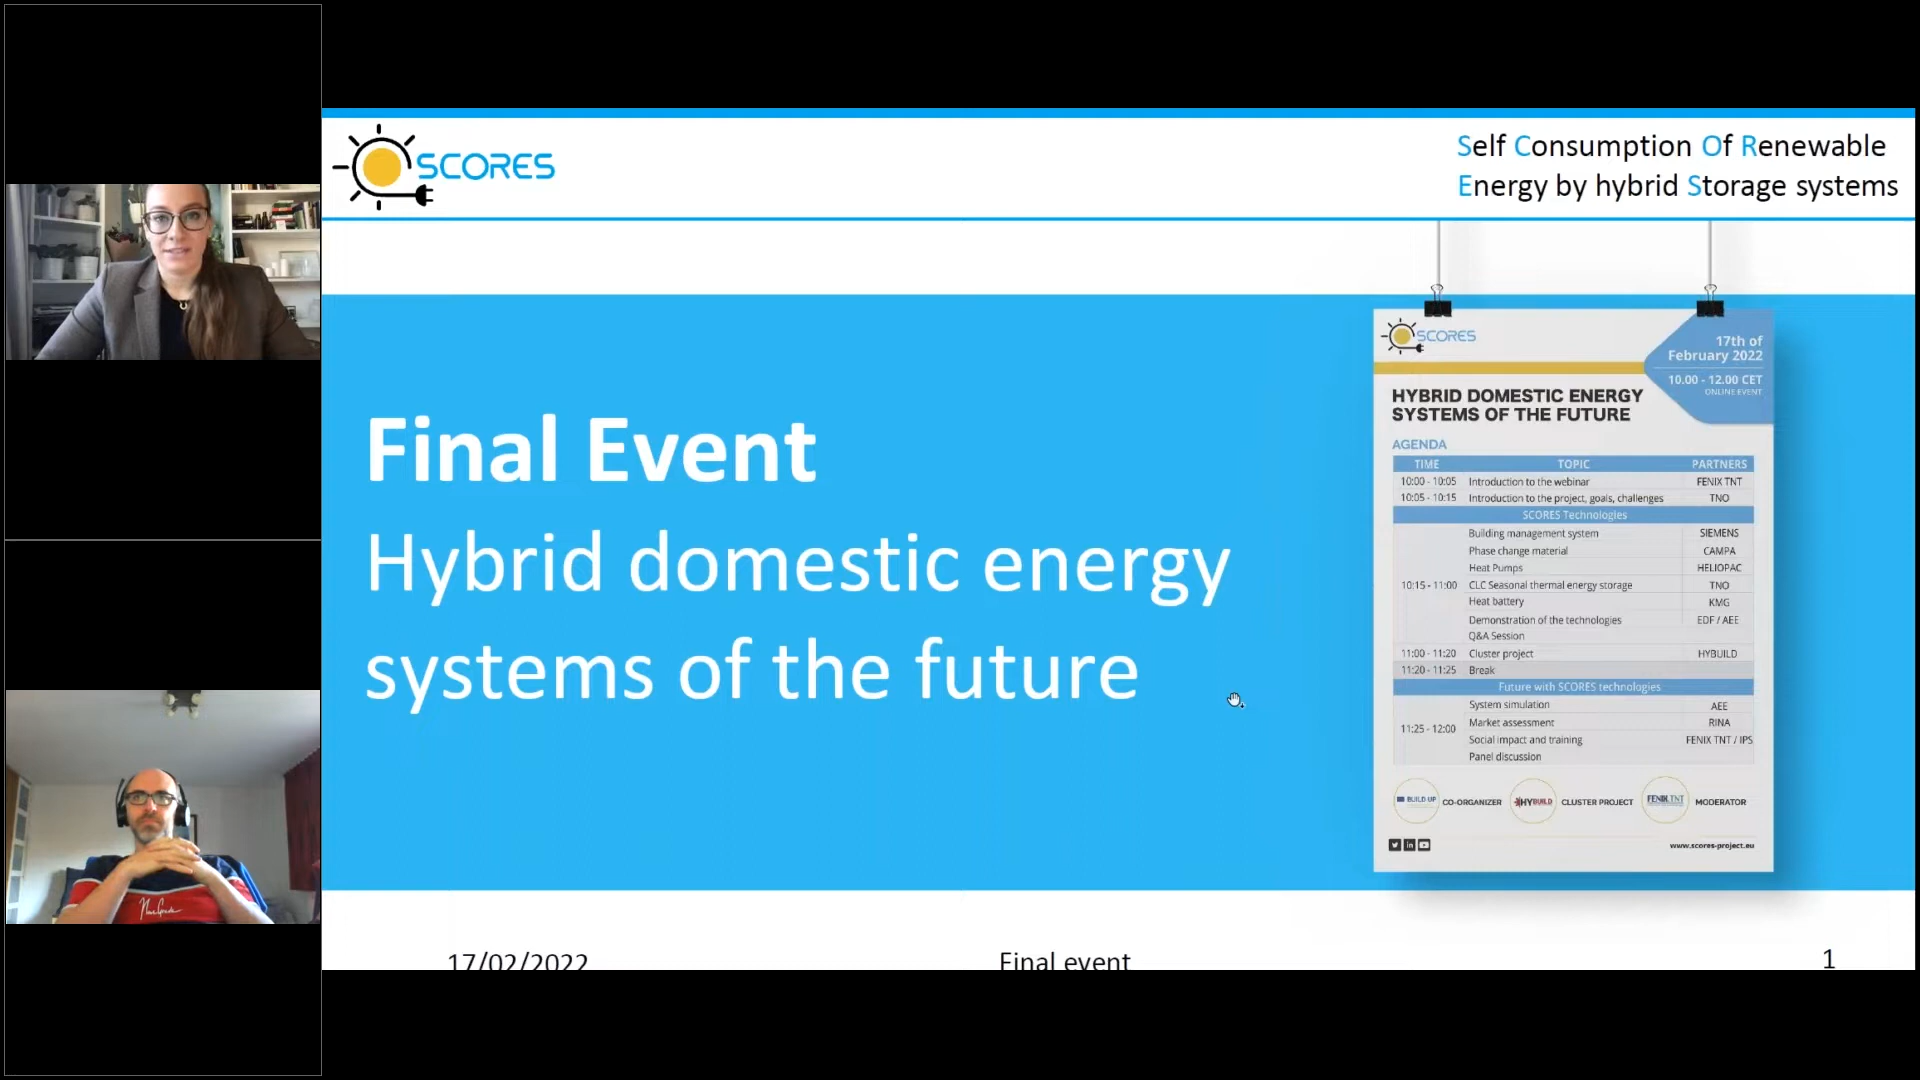 SCORES
Self Consumption Of Renewable
Energy by hybrid Storage systems
Final Event
Hybrid domestic energy
systems of the future
SCORES
17th of
February 2022
10.00 - 12.00 CET
ONLINE EVENT
HYBRID DOMESTIC ENERGY
SYSTEMS OF THE FUTURE
AGENDA
TIME TOPIC PARTNERS
10:00 - 10:05 Introduction to the webinar FENIX TNT
10:05 - 10:15 Introduction to the project, goals, challenges TNO
SCORES Technologies
Building management system SIEMENS
Phase change material CAMPA
Heat Pumps HELIOPAC
10:15 - 11:00 CLC Seasonal thermal energy storage TNO
Heat battery KMG
Demonstration of the technologies EDF / AEE
Q&A Session
11:00 - 11:20 Cluster project HYBUILD
11:20 - 11:25 Break
Future with SCORES technologies
System simulation AEE
Market assessment RINA
11:25 - 12:00
Social impact and training FENIX TNT / IPS
Panel discussion
BUILD UP CO-ORGANIZER HYBUILD CLUSTER PROJECT FENIX TNT MODERATOR
www.scores-project.eu
17/02/2022 Final event 1